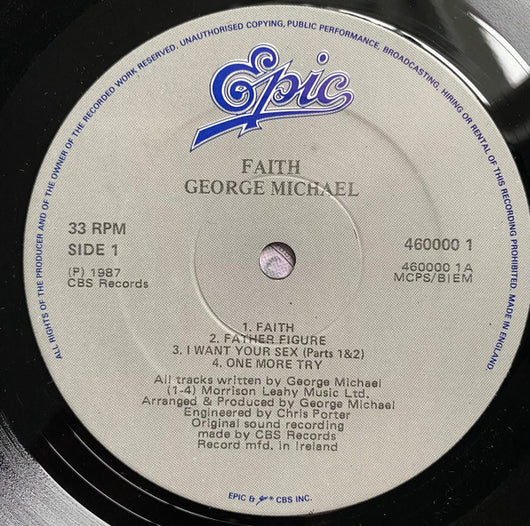 ALL RIGHTS OF THE PRODUCER AND OF THE OWNER OF THE RECORDED WORK RESERVED. UNAUTHORISED COPYING, PUBLIC PERFORMANCE, BROADCASTING, HIRING OR RENTAL OF THIS RECORDING PROHIBITED. MADE IN ENGLAND.
Epic
FAITH
GEORGE MICHAEL
33 RPM
SIDE 1
(P) 1987
CBS Records
460000 1
460000 1A
MCPS/BIEM
1. FAITH
2. FATHER FIGURE
3. I WANT YOUR SEX (Parts 1&2)
4. ONE MORE TRY
All tracks written by George Michael
(1-4) Morrison Leahy Music Ltd.
Arranged & Produced by George Michael
Engineered by Chris Porter
Original sound recording
made by CBS Records
Record mfd. in Ireland
EPIC & ® CBS INC.